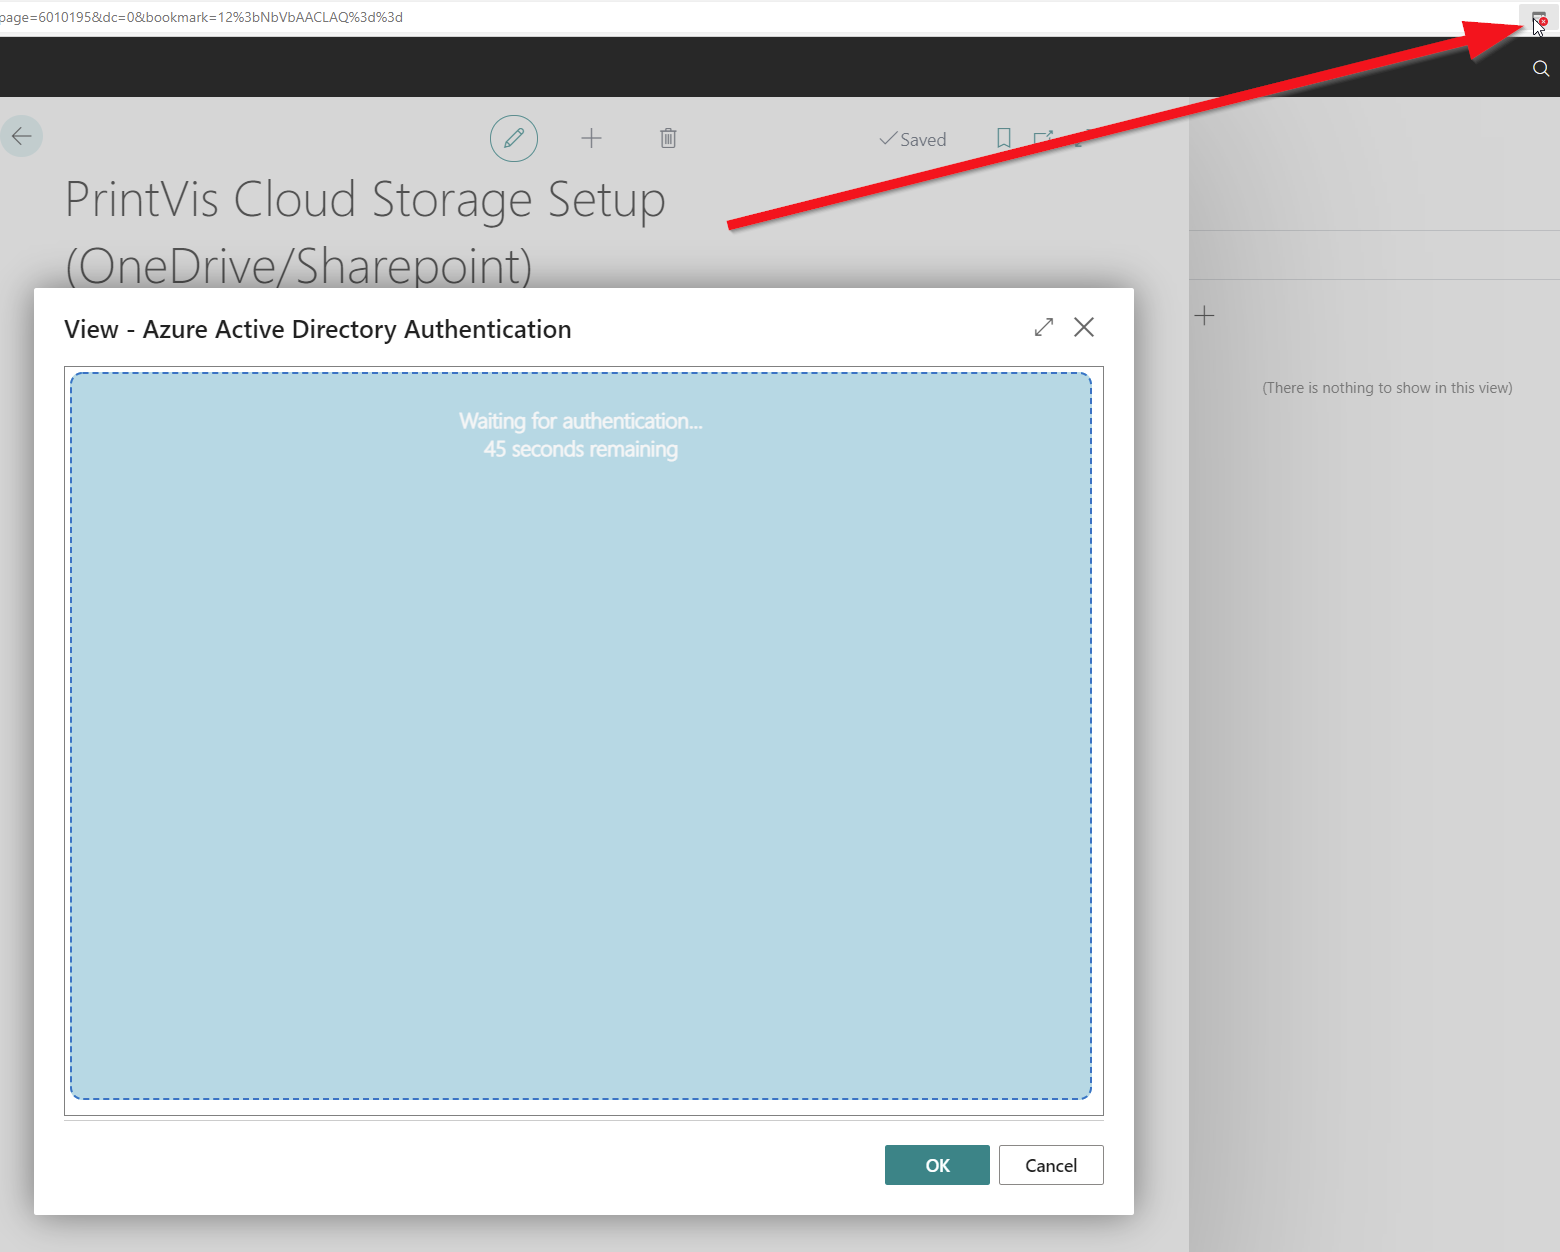 page=6010195&dc=0&bookmark=12%3bNbVbAACLAQ%3d%3d
Saved
PrintVis Cloud Storage Setup
(OneDrive/Sharepoint)
View - Azure Active Directory Authentication
(There is nothing to show in this view)
Waiting for authentication...
45 seconds remaining
OK
Cancel